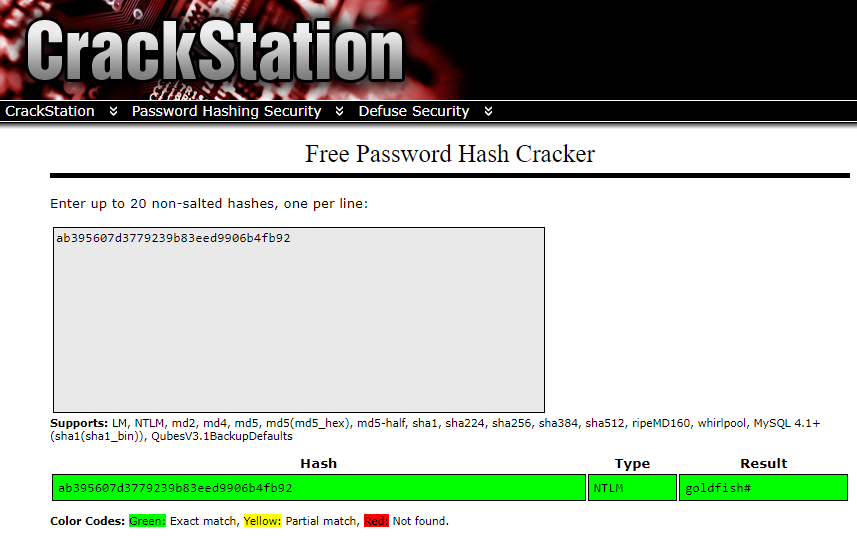 CrackStation
CrackStation Password Hashing Security Defuse Security
Free Password Hash Cracker
Enter up to 20 non-salted hashes, one per line:
ab395607d3779239b83eed9906b4fb92
Supports: LM, NTLM, md2, md4, md5, md5(md5_hex), md5-half, sha1, sha224, sha256, sha384, sha512, ripeMD160, whirlpool, MySQL 4.1+
(sha1(sha1_bin)), QubesV3.1BackupDefaults
Hash Type Result
ab395607d3779239b83eed9906b4fb92 NTLM goldfish#
Color Codes: Green: Exact match, Yellow: Partial match, Red: Not found.